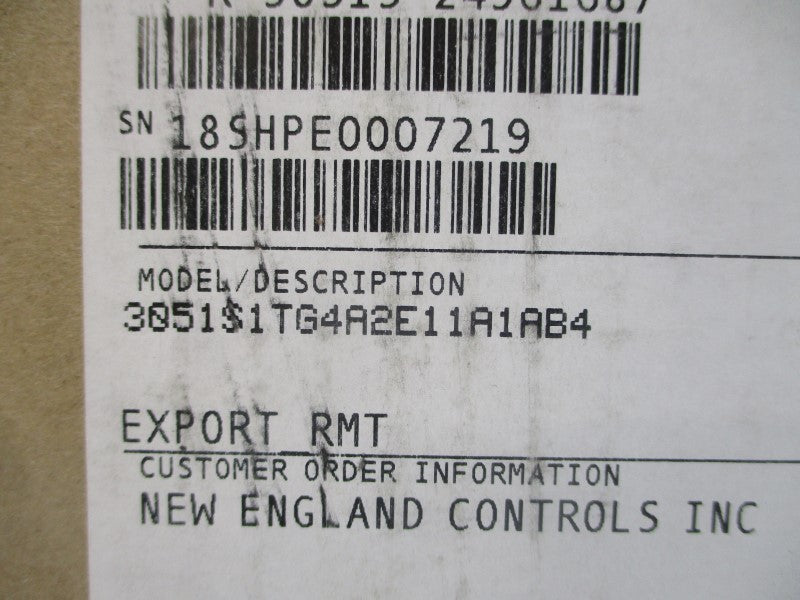 SN 18SHPE0007219
MODEL/DESCRIPTION
3051S1TG4A2E11A1AB4
EXPORT RMT
CUSTOMER ORDER INFORMATION
NEW ENGLAND CONTROLS INC